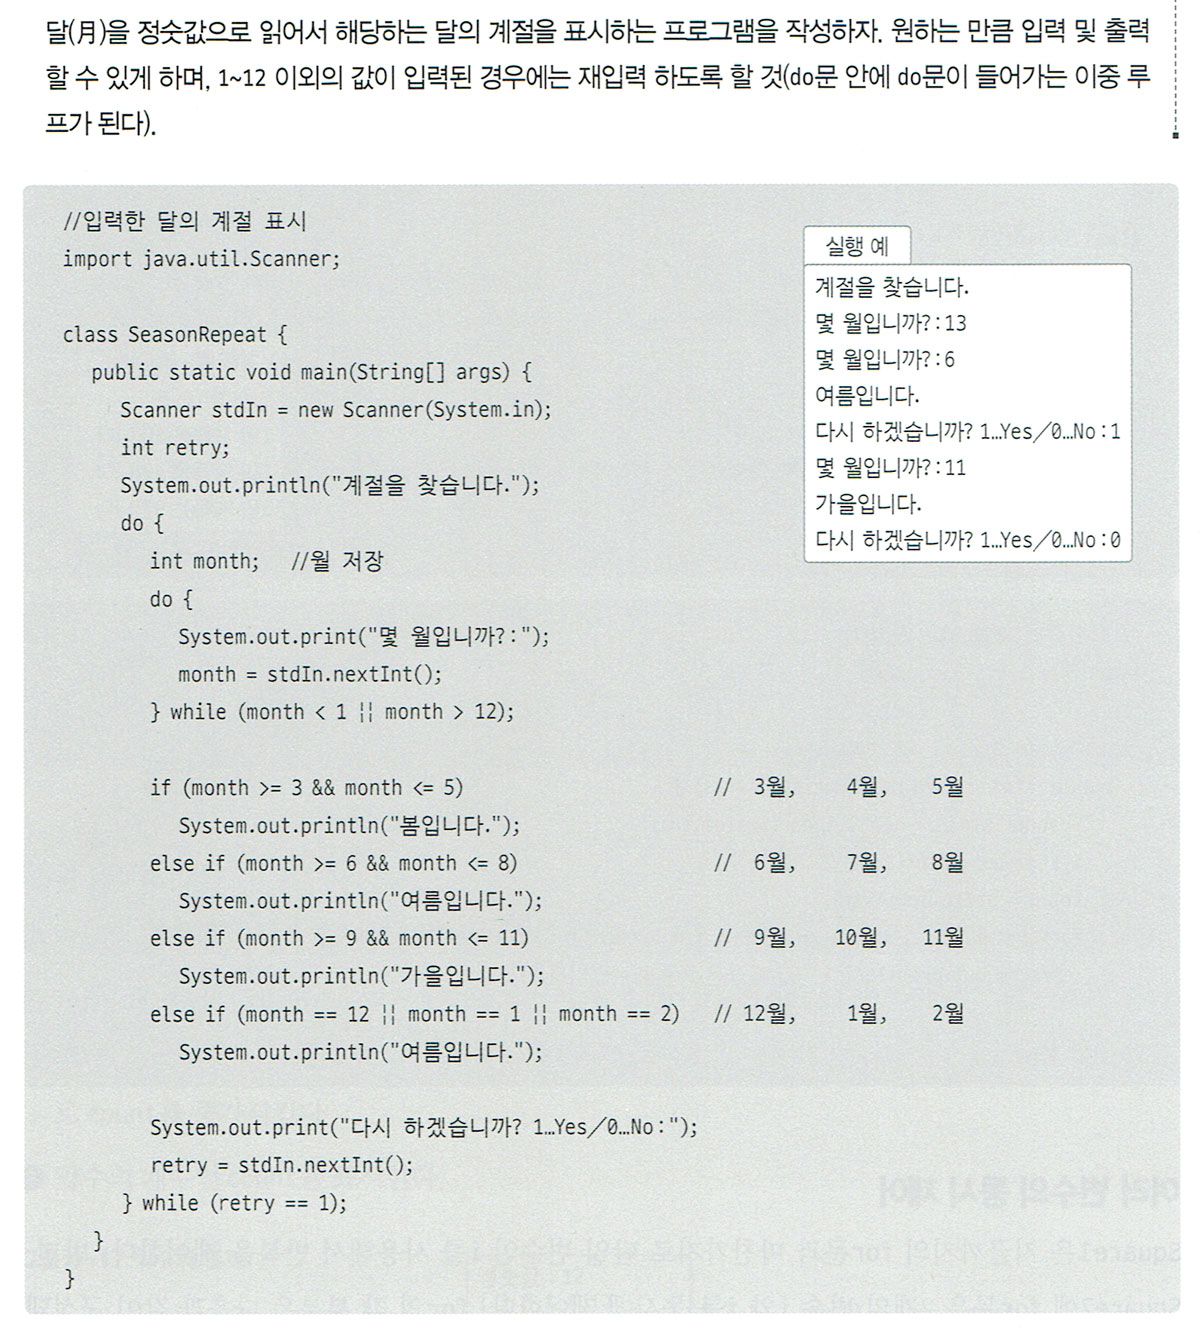 달(月)을 정숫값으로 읽어서 해당하는 달의 계절을 표시하는 프로그램을 작성하자. 원하는 만큼 입력 및 출력
할 수 있게 하며, 1~12 이외의 값이 입력된 경우에는 재입력 하도록 할 것(do문 안에 do문이 들어가는 이중 루
프가 된다).
//입력한 달의 계절 표시
import java.util.Scanner;
class SeasonRepeat {
public static void main(String[] args) {
Scanner stdIn = new Scanner(System.in);
int retry;
System.out.println("계절을 찾습니다.");
do {
int month; //월 저장
do {
System.out.print("몇 월입니까?:");
month = stdIn.nextInt();
} while (month < 1 || month > 12);
if (month >= 3 && month <= 5) // 3월, 4월, 5월
System.out.println("봄입니다.");
else if (month >= 6 && month <= 8) // 6월, 7월, 8월
System.out.println("여름입니다.");
else if (month >= 9 && month <= 11) // 9월, 10월, 11월
System.out.println("가을입니다.");
else if (month == 12 || month == 1 || month == 2) // 12월, 1월, 2월
System.out.println("여름입니다.");
System.out.print("다시 하겠습니까? 1…Yes/0…No:");
retry = stdIn.nextInt();
} while (retry == 1);
}
}
실행 예
계절을 찾습니다.
몇 월입니까?:13
몇 월입니까?:6
여름입니다.
다시 하겠습니까? 1…Yes/0…No:1
몇 월입니까?:11
가을입니다.
다시 하겠습니까? 1…Yes/0…No:0